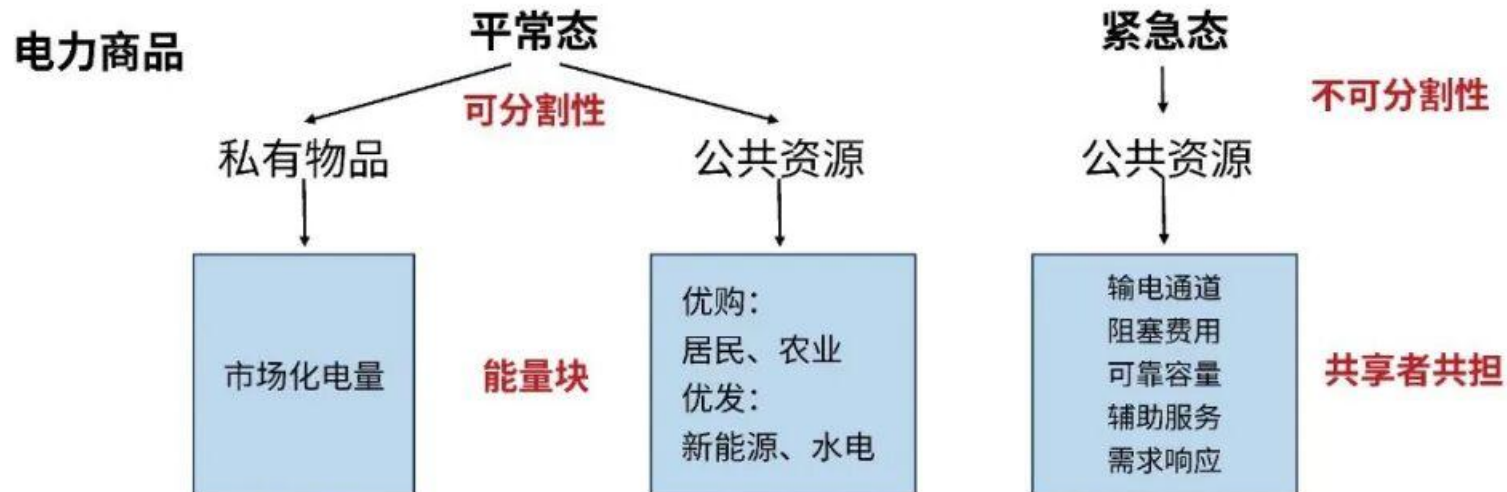 电力商品
平常态
紧急态
可分割性
不可分割性
私有物品
公共资源
公共资源
市场化电量
能量块
优购：
居民、农业
优发：
新能源、水电
输电通道
阻塞费用
可靠容量
辅助服务
需求响应
共享者共担